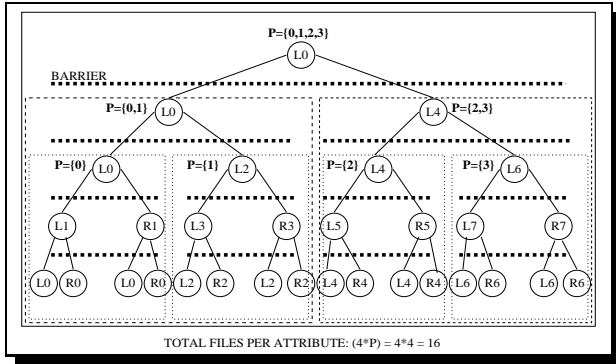 P={0,1,2,3}
L0
BARRIER
P={0,1} L0 L4 P={2,3}
P={0} L0 P={1} L2 P={2} L4 P={3} L6
L1 R1 L3 R3 L5 R5 L7 R7
L0 R0 L0 R0 L2 R2 L2 R2 L4 R4 L4 R4 L6 R6 L6 R6
TOTAL FILES PER ATTRIBUTE: (4*P) = 4*4 = 16